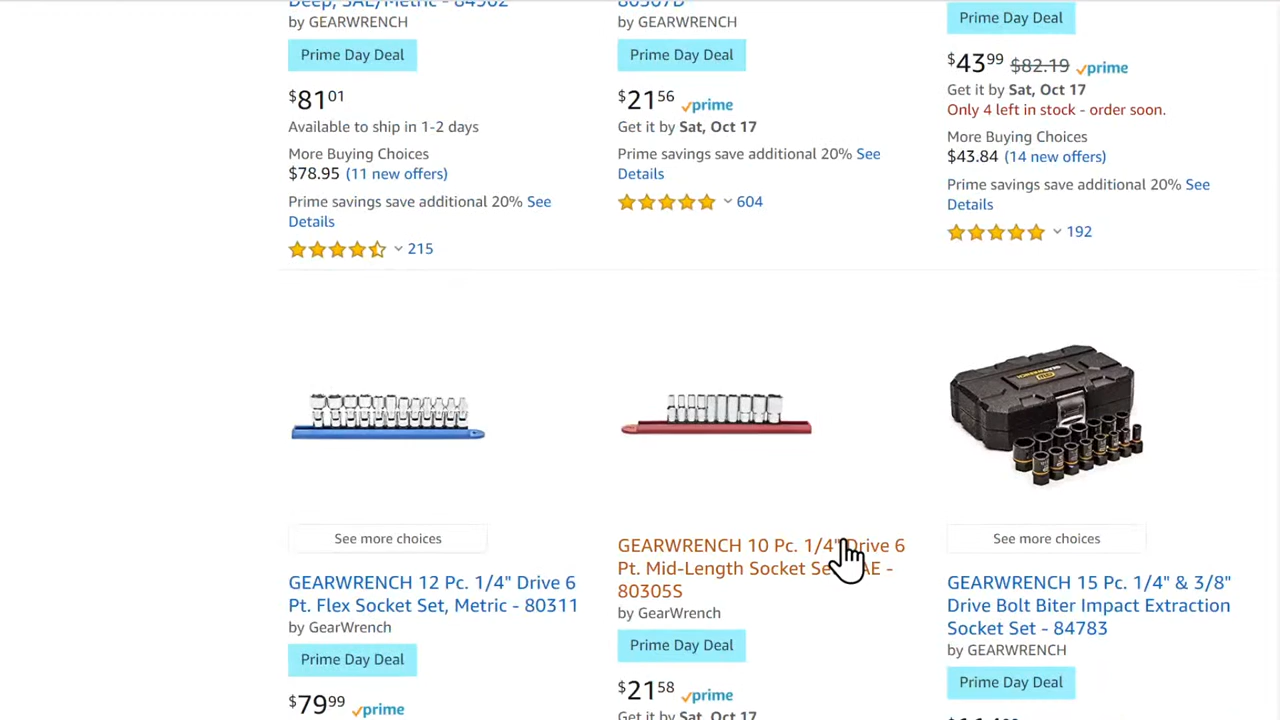 Deep, SAE/Metric - 84902
by GEARWRENCH
Prime Day Deal
$81 01
Available to ship in 1-2 days
More Buying Choices
$78.95 (11 new offers)
Prime savings save additional 20% See
Details
215
80307D
by GEARWRENCH
Prime Day Deal
$21 56 prime
Get it by Sat, Oct 17
Prime savings save additional 20% See
Details
604
Prime Day Deal
$43 99 $82.19 prime
Get it by Sat, Oct 17
Only 4 left in stock - order soon.
More Buying Choices
$43.84 (14 new offers)
Prime savings save additional 20% See
Details
192
See more choices
GEARWRENCH 12 Pc. 1/4" Drive 6
Pt. Flex Socket Set, Metric - 80311
by GearWrench
Prime Day Deal
$79 99 prime
GEARWRENCH 10 Pc. 1/4" Drive 6
Pt. Mid-Length Socket Set, SAE -
80305S
by GearWrench
Prime Day Deal
$21 58 prime
Get it by Sat, Oct 17
See more choices
GEARWRENCH 15 Pc. 1/4" & 3/8"
Drive Bolt Biter Impact Extraction
Socket Set - 84783
by GEARWRENCH
Prime Day Deal